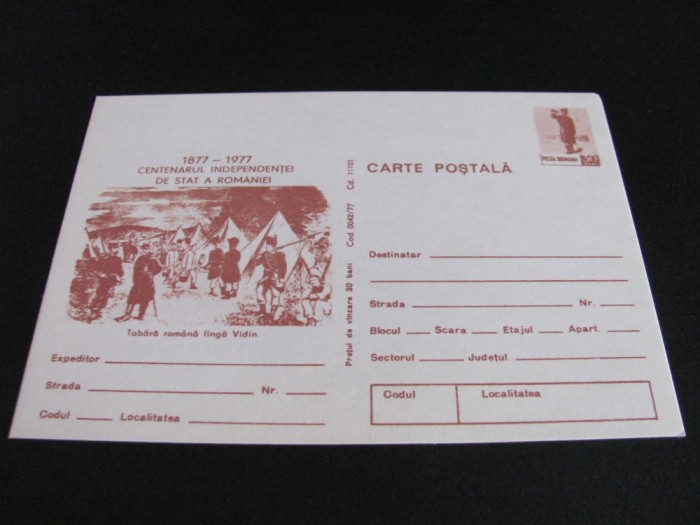 1877 – 1977
CENTENARUL INDEPENDENȚEI
DE STAT A ROMÂNIEI
Tabără română lîngă Vidin
Expeditor
Strada Nr.
Codul Localitatea
Prețul de vînzare 30 bani Cod 0042/77 Cd. 11101
CARTE POȘTALĂ
POSTA ROMANA
Destinatar
Strada Nr.
Blocul Scara Etajul Apart.
Sectorul Județul
Codul Localitatea